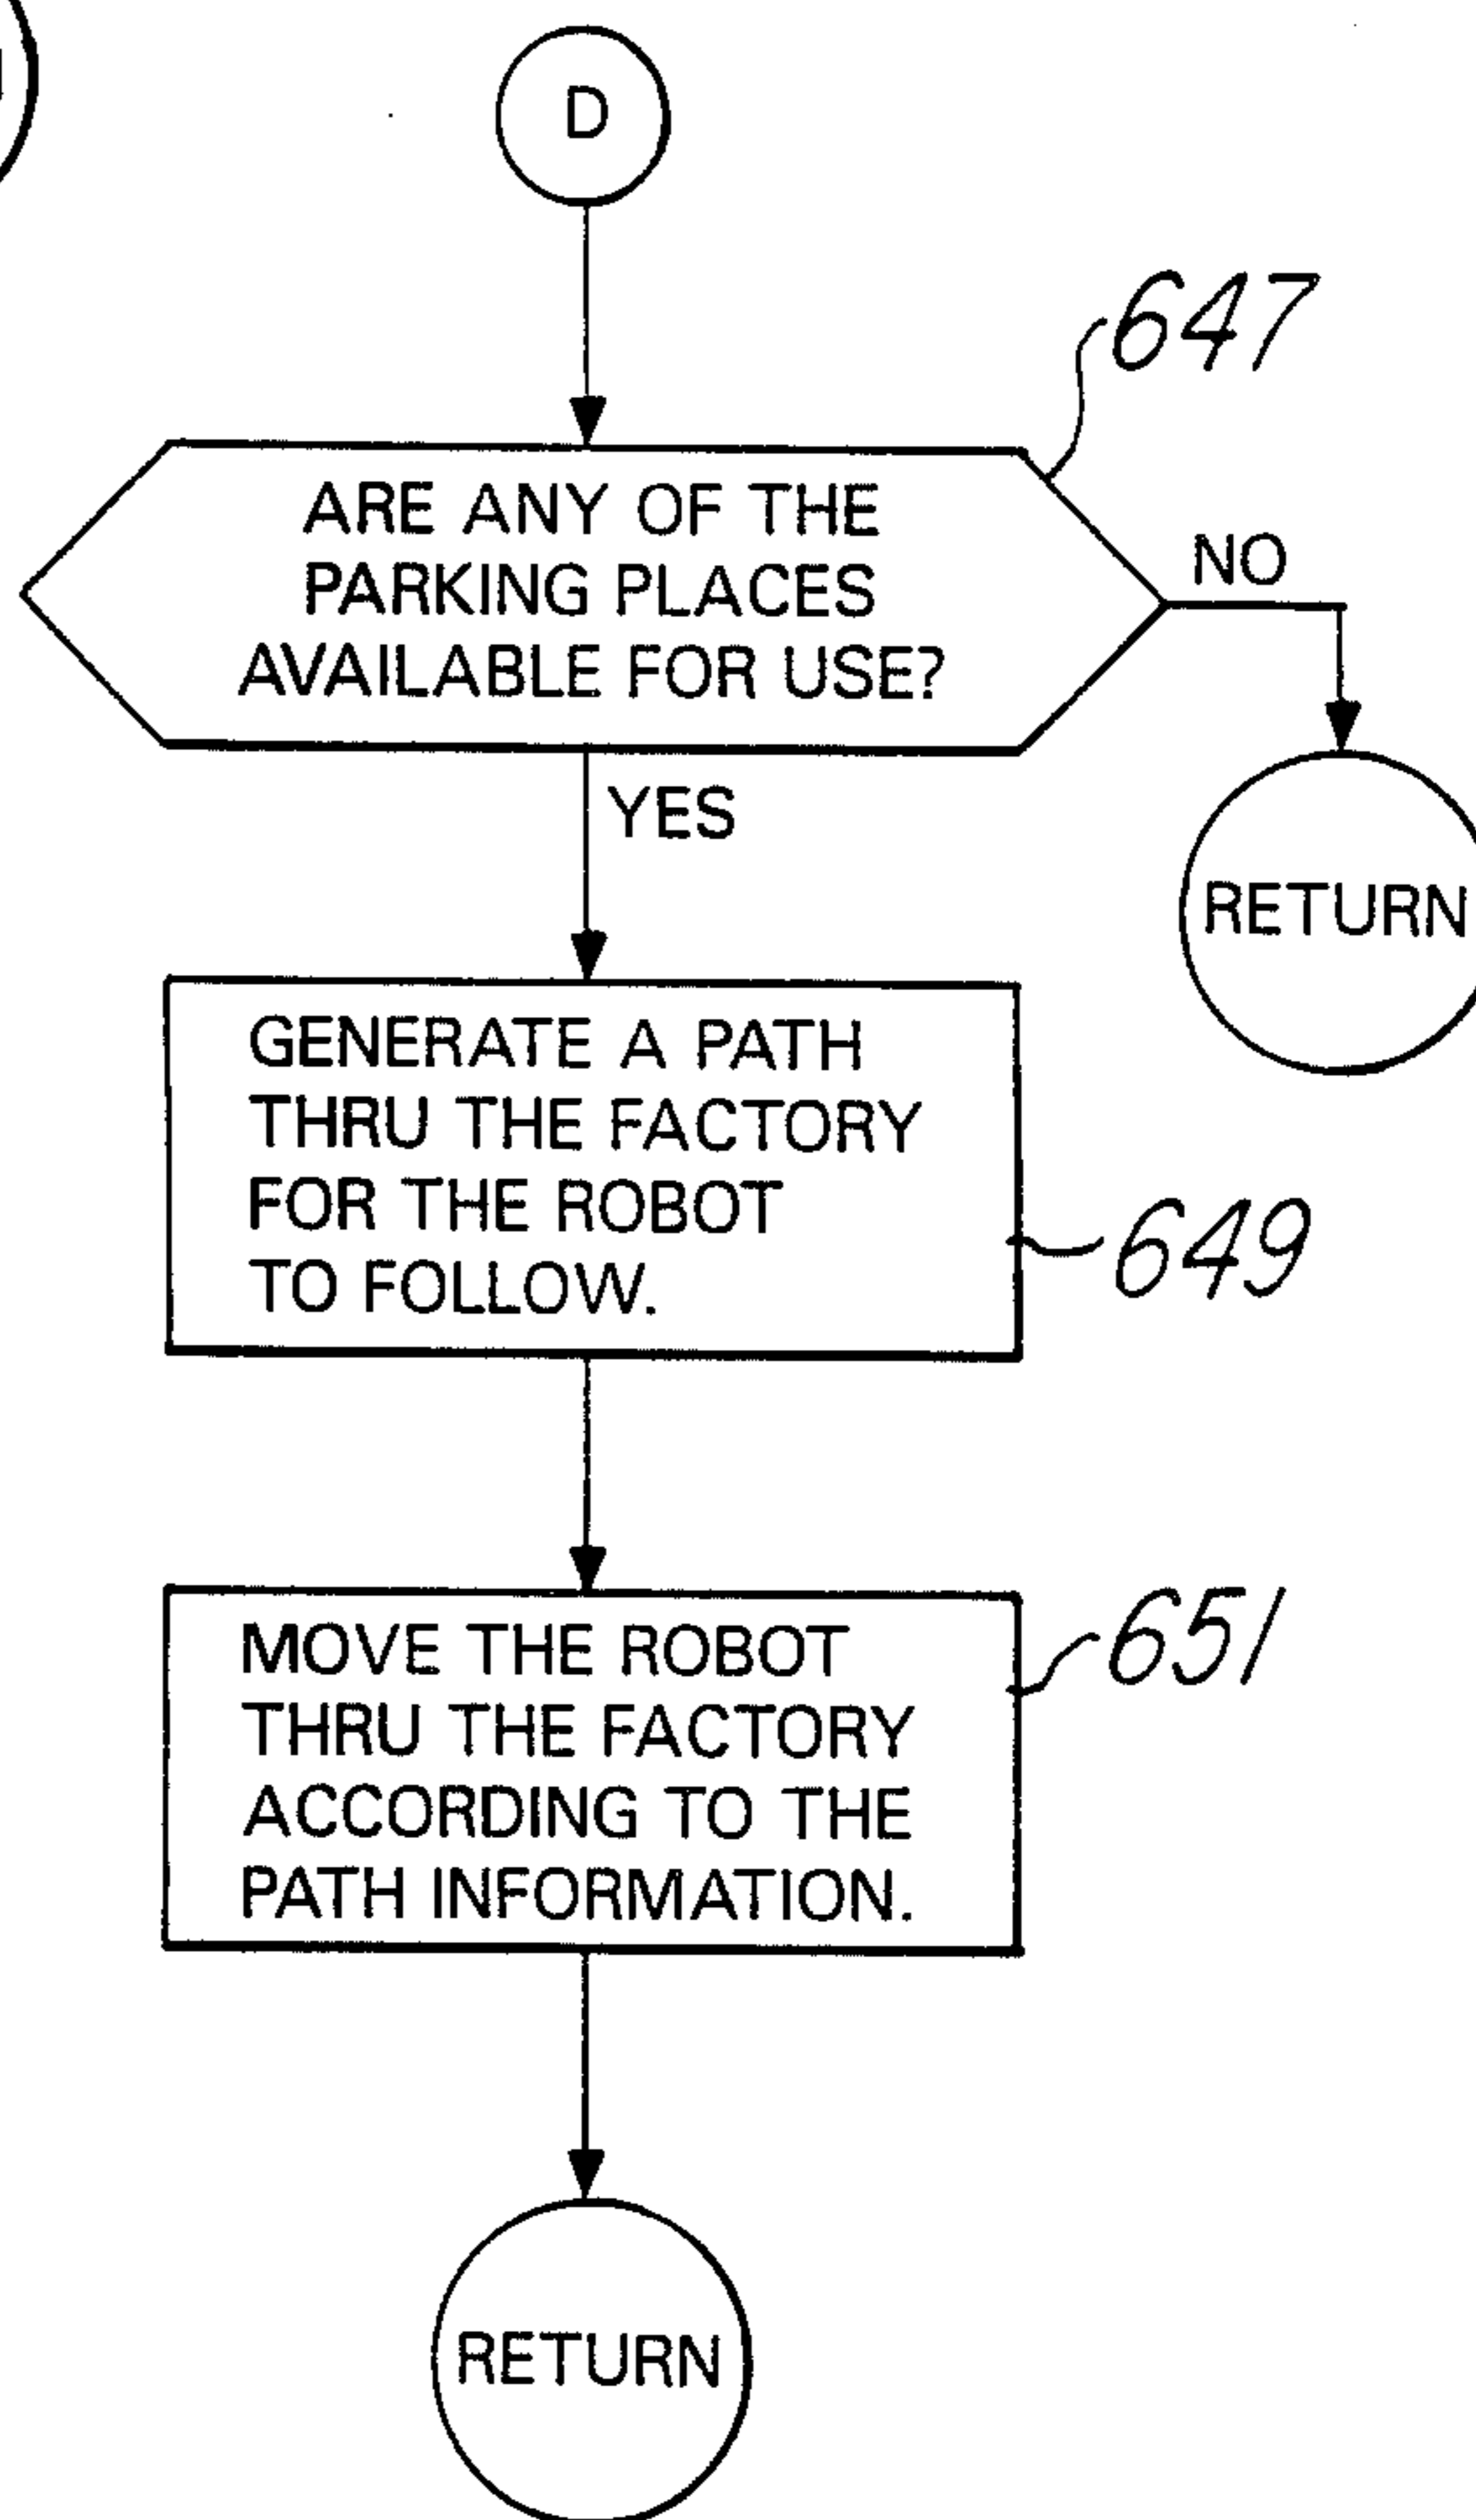 D
647
ARE ANY OF THE
PARKING PLACES
AVAILABLE FOR USE?
NO
YES
RETURN
GENERATE A PATH
THRU THE FACTORY
FOR THE ROBOT
TO FOLLOW.
649
651
MOVE THE ROBOT
THRU THE FACTORY
ACCORDING TO THE
PATH INFORMATION.
RETURN